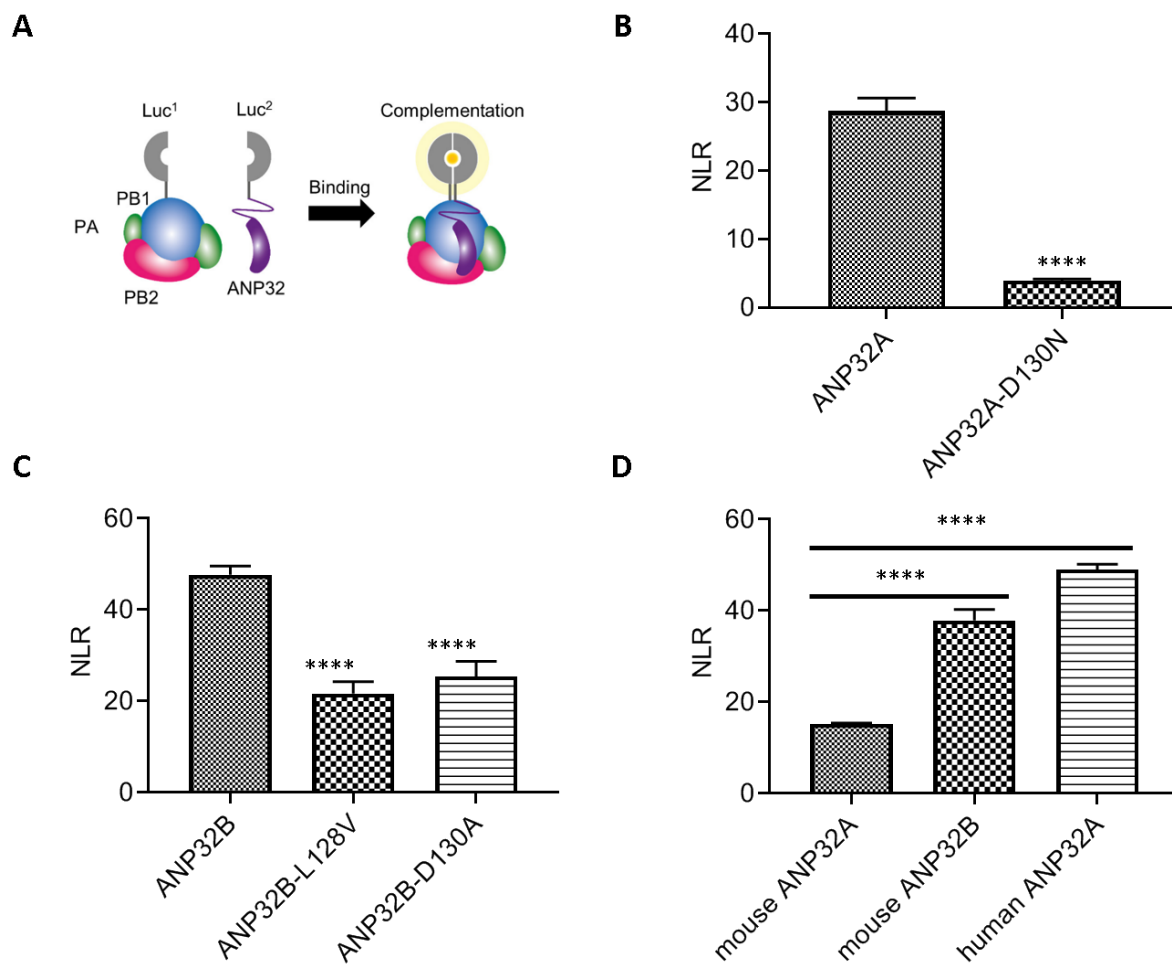 A
Luc¹
Luc²
Complementation
PB1
PA
Binding
PB2
ANP32
B
NLR
40
30
20
10
0
****
ANP32A
ANP32A-D130N
C
NLR
60
40
20
0
****
****
ANP32B
ANP32B-L128V
ANP32B-D130A
D
NLR
60
40
20
0
****
****
mouse ANP32A
mouse ANP32B
human ANP32A